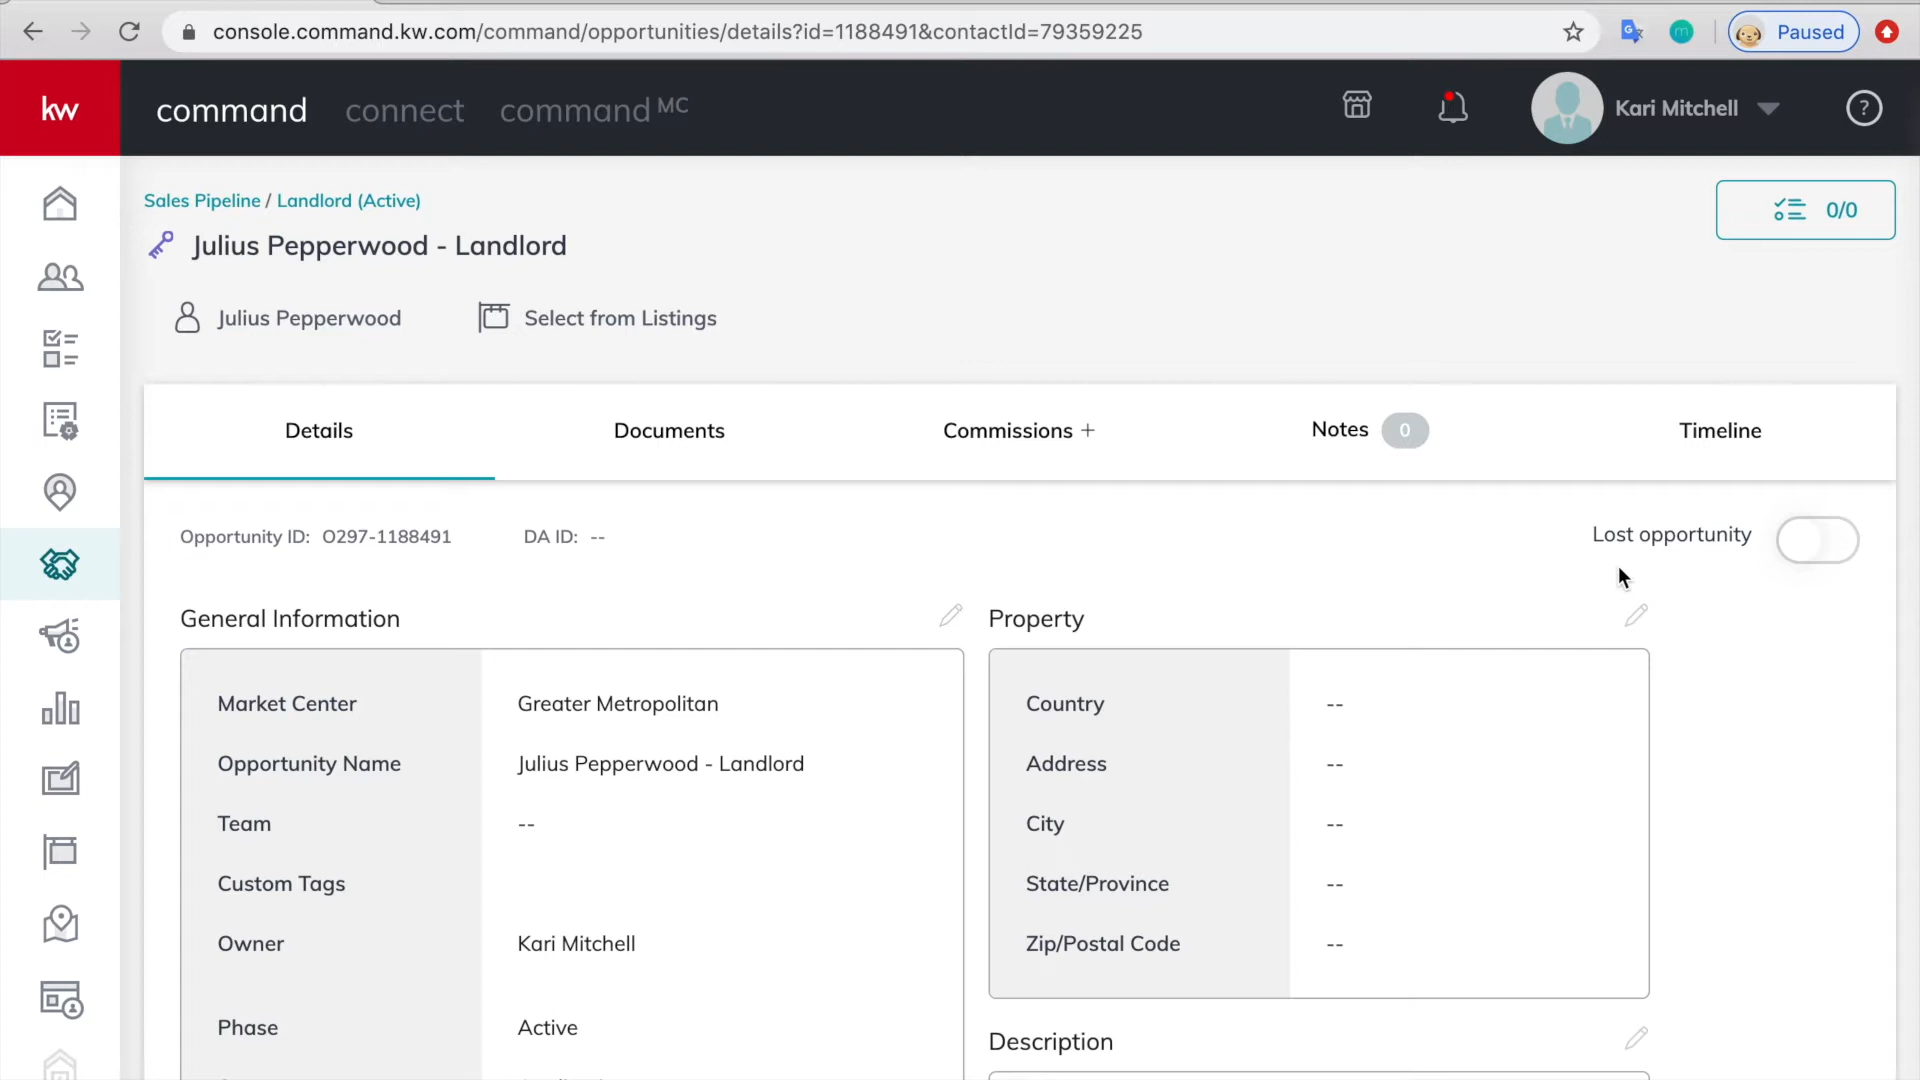 console.command.kw.com/command/opportunities/details?id=1188491&contactId=79359225
Paused
kw
command
connect
command MC
Kari Mitchell
?
Sales Pipeline / Landlord (Active)
0/0
Julius Pepperwood - Landlord
Julius Pepperwood
Select from Listings
Details
Documents
Commissions +
Notes 0
Timeline
Opportunity ID: O297-1188491
DA ID: --
Lost opportunity
General Information
Market Center Greater Metropolitan
Opportunity Name Julius Pepperwood - Landlord
Team --
Custom Tags
Owner Kari Mitchell
Phase Active
Property
Country --
Address --
City --
State/Province --
Zip/Postal Code --
Description